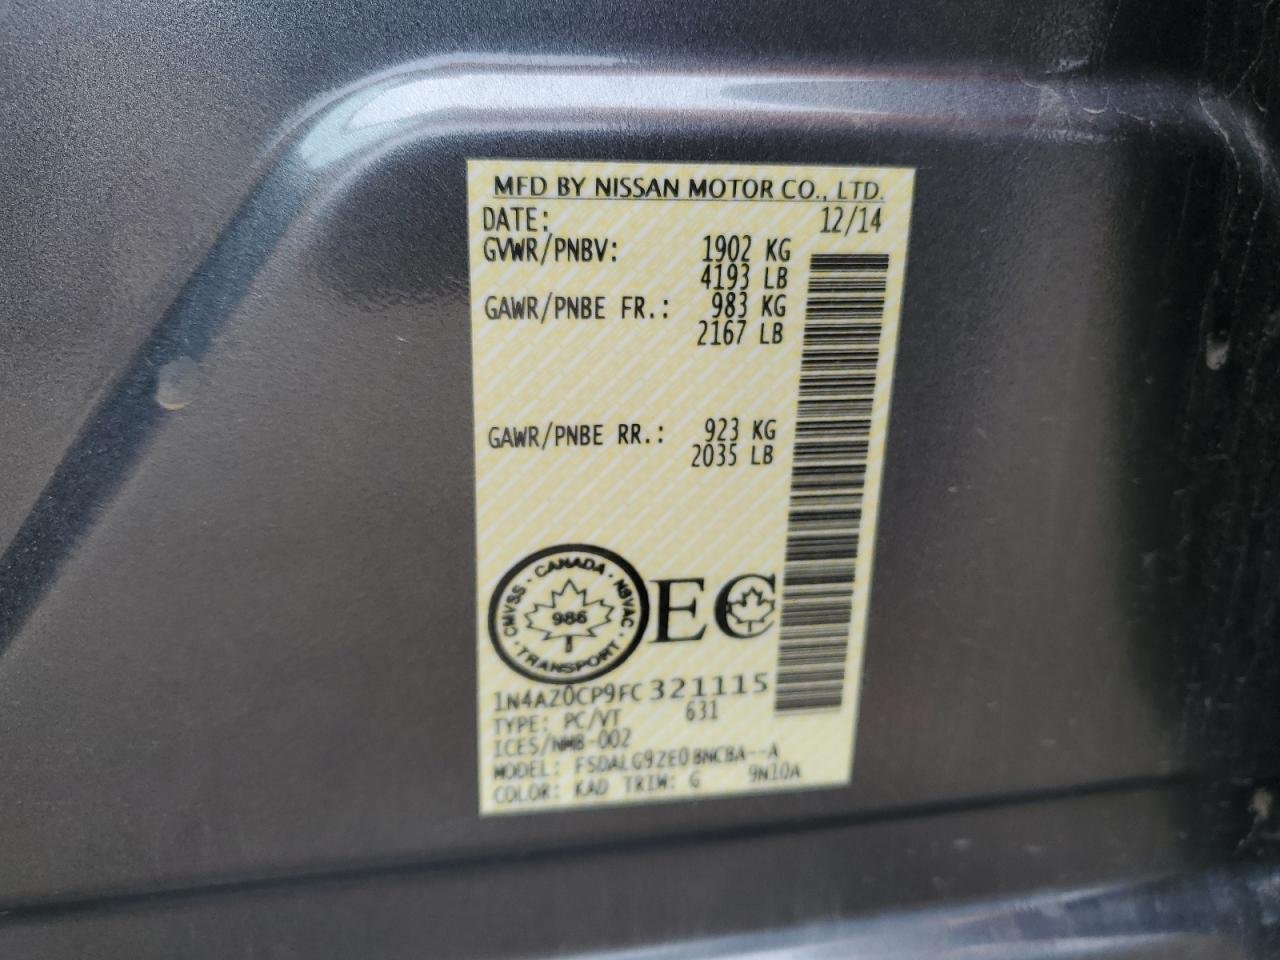 MFD BY NISSAN MOTOR CO., LTD.
DATE: 12/14
GVWR/PNBV: 1902 KG
4193 LB
GAWR/PNBE FR.: 983 KG
2167 LB
GAWR/PNBE RR.: 923 KG
2035 LB
CANADA · NSVAC · TRANSPORT · CMVSS ·
986
EC
1N4AZ0CP9FC321115
TYPE: PC/VT 631
ICES/NMB-002
MODEL: FSDALG9ZE0BNCBA--A
COLOR: KAD TRIM: G 9N10A